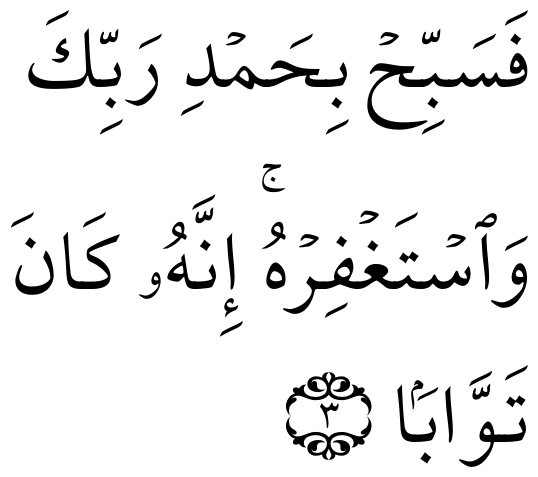 فَسَبِّحۡ بِحَمۡدِ رَبِّكَ
وَٱسۡتَغۡفِرۡهُۚ إِنَّهُۥ كَانَ
تَوَّابَۢا ٣